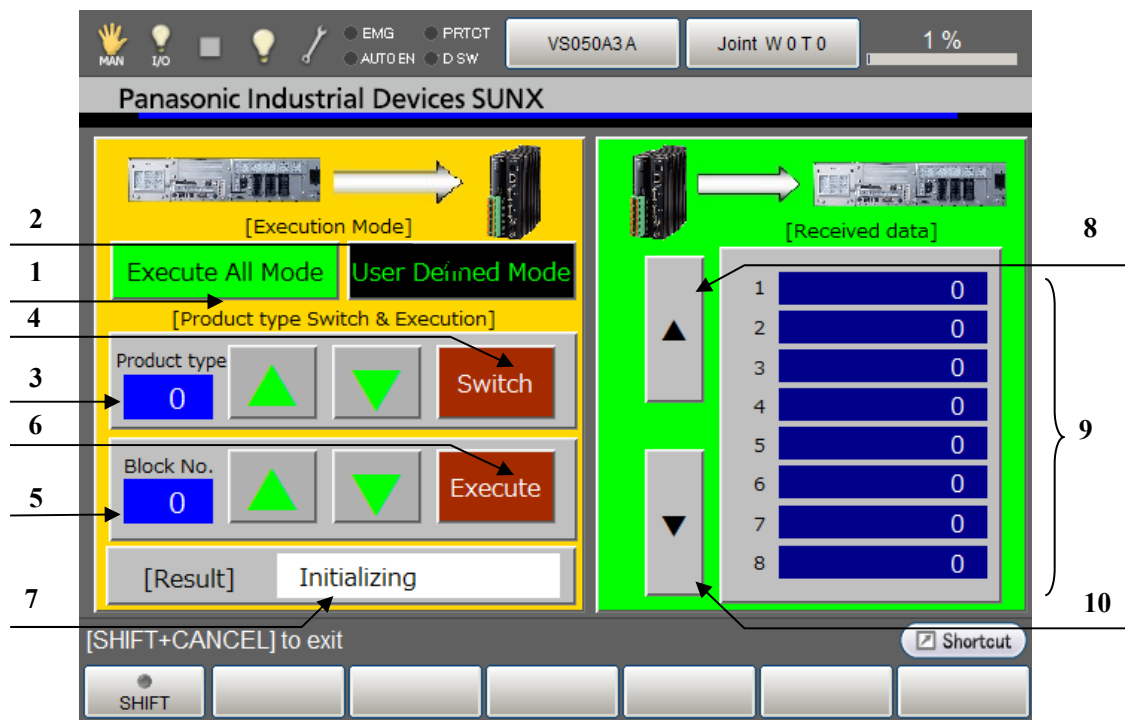 EMG PRTCT
MAN I/O AUTO EN D SW
VS050A3 A
Joint W 0 T 0
1 %
Panasonic Industrial Devices SUNX
2
[Execution Mode]
1
Execute All Mode
User Defined Mode
4
[Product type Switch & Execution]
3
Product type
0
▲
▼
Switch
6
5
Block No.
0
▲
▼
Execute
7
[Result]
Initializing
[Received data]
8
▲
▼
1 0
2 0
3 0
4 0
5 0
6 0
7 0
8 0
9
10
[SHIFT+CANCEL] to exit
Shortcut
SHIFT